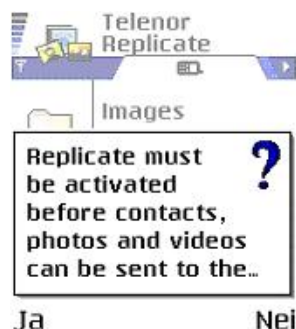 Telenor
Replicate
Images
Replicate must
be activated
before contacts,
photos and videos
can be sent to the…
Ja Nei